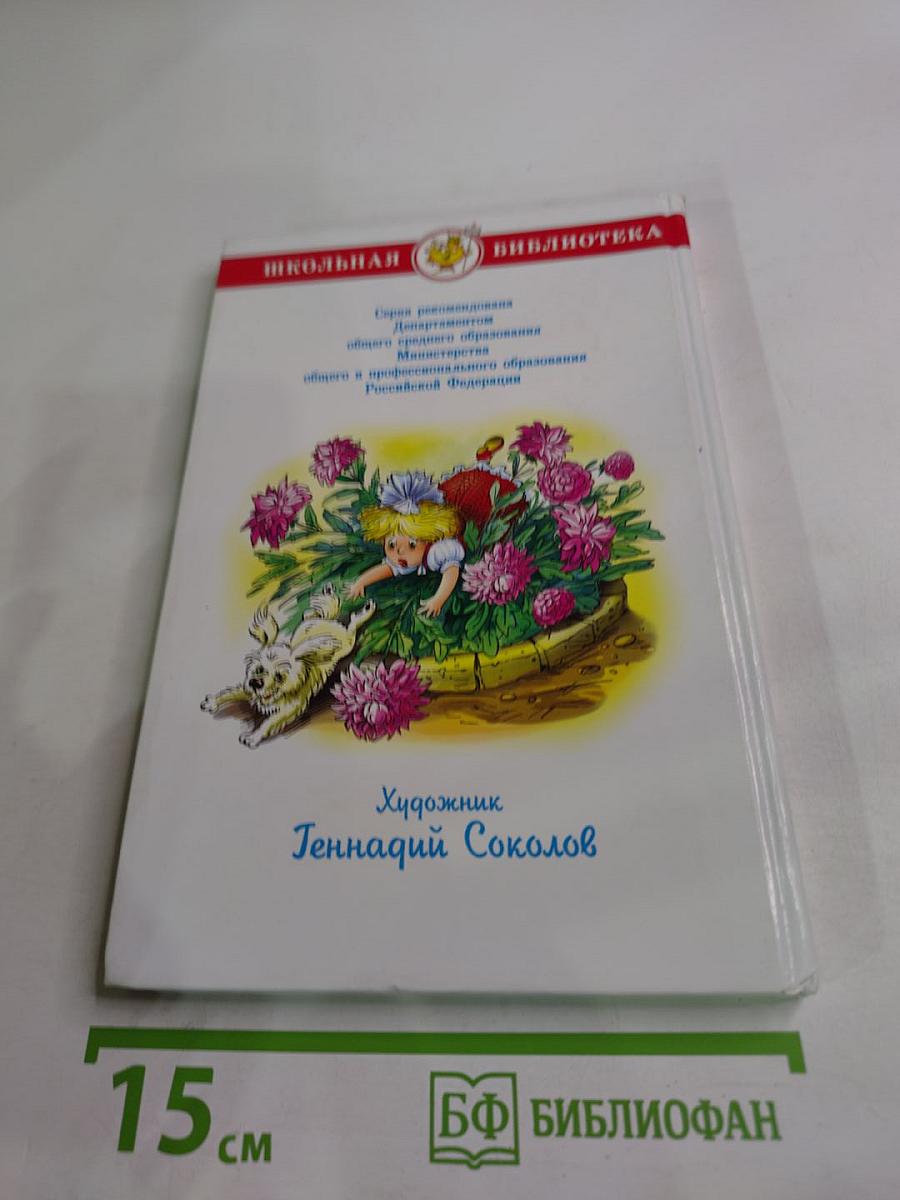 ШКОЛЬНАЯ БИБЛИОТЕКА
Серия рекомендована
Департаментом
общего среднего образования
Министерства
общего и профессионального образования
Российской Федерации
Художник
Геннадий Соколов
15 см
БФ БИБЛИОФАН